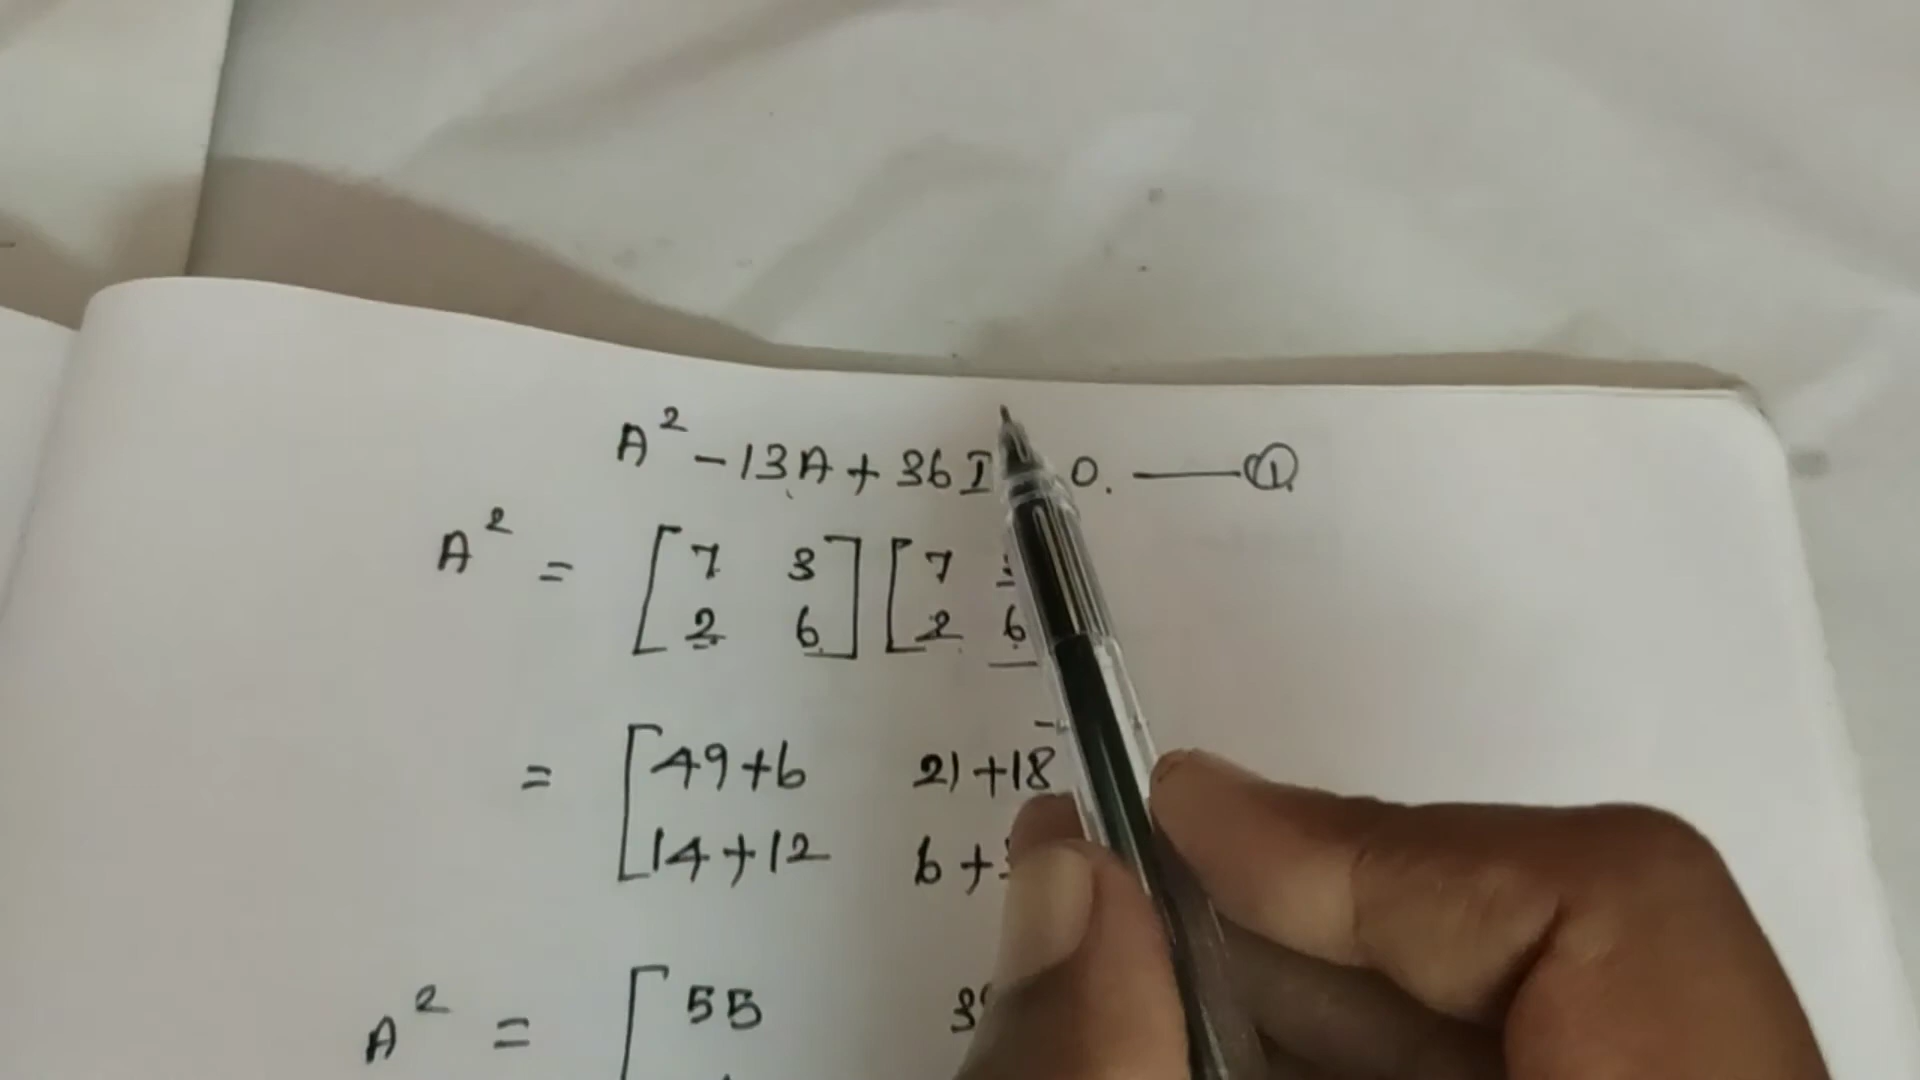 A² - 13A + 36I 0. —— ①
A² = [7 3 2 6] [7 2 6
= [49+6 21+18
14+12 6+
A² = [55 3